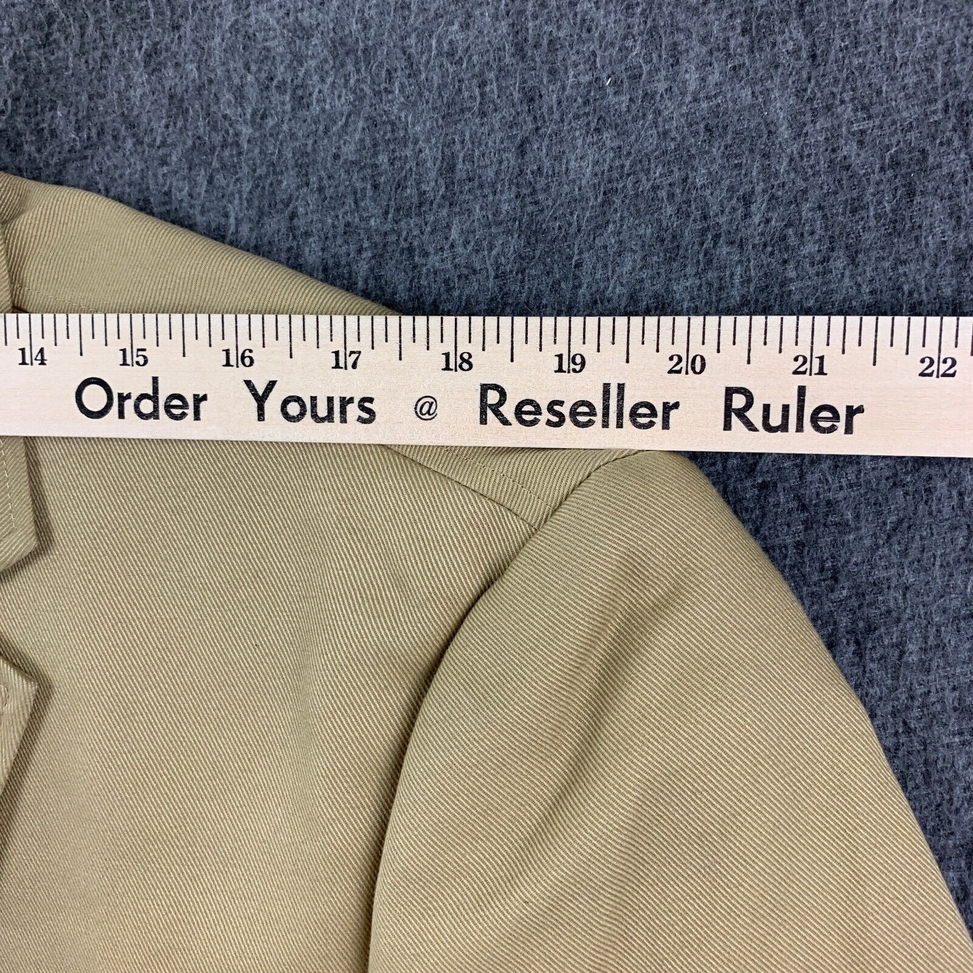 14 15 16 17 18 19 20 21 22
Order Yours @ Reseller Ruler